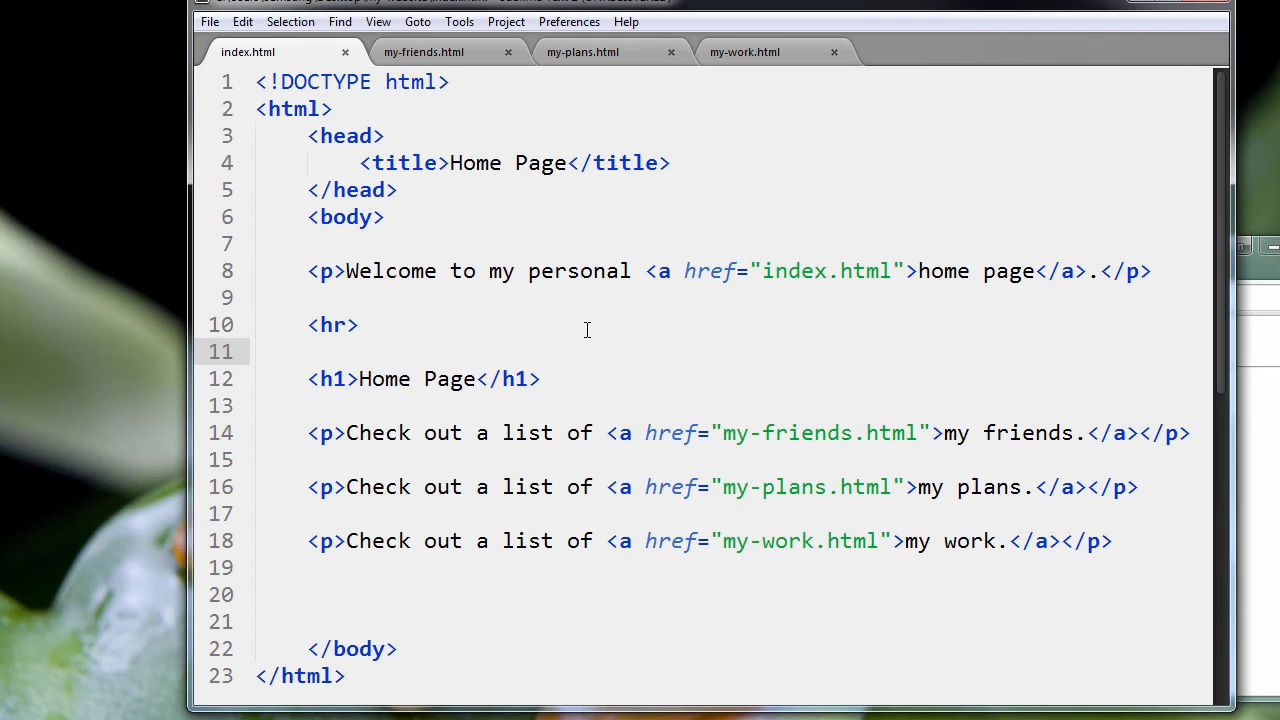 File Edit Selection Find View Goto Tools Project Preferences Help
index.html × my-friends.html × my-plans.html × my-work.html ×
1 <!DOCTYPE html>
2 <html>
3 <head>
4 <title>Home Page</title>
5 </head>
6 <body>
7
8 <p>Welcome to my personal <a href="index.html">home page</a>.</p>
9
10 <hr>
11
12 <h1>Home Page</h1>
13
14 <p>Check out a list of <a href="my-friends.html">my friends.</a></p>
15
16 <p>Check out a list of <a href="my-plans.html">my plans.</a></p>
17
18 <p>Check out a list of <a href="my-work.html">my work.</a></p>
19
20
21
22 </body>
23 </html>